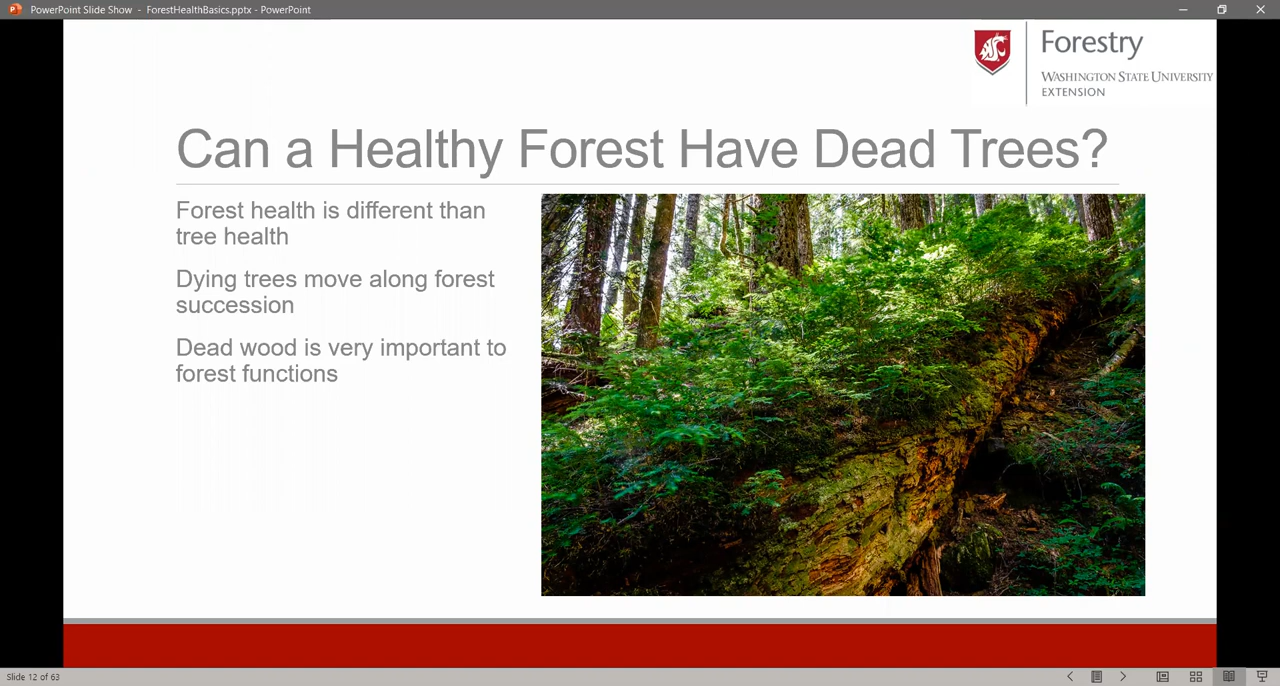 PowerPoint Slide Show - ForestHealthBasics.pptx - PowerPoint
Forestry
WASHINGTON STATE UNIVERSITY
EXTENSION
Can a Healthy Forest Have Dead Trees?
Forest health is different than
tree health
Dying trees move along forest
succession
Dead wood is very important to
forest functions
Slide 12 of 63